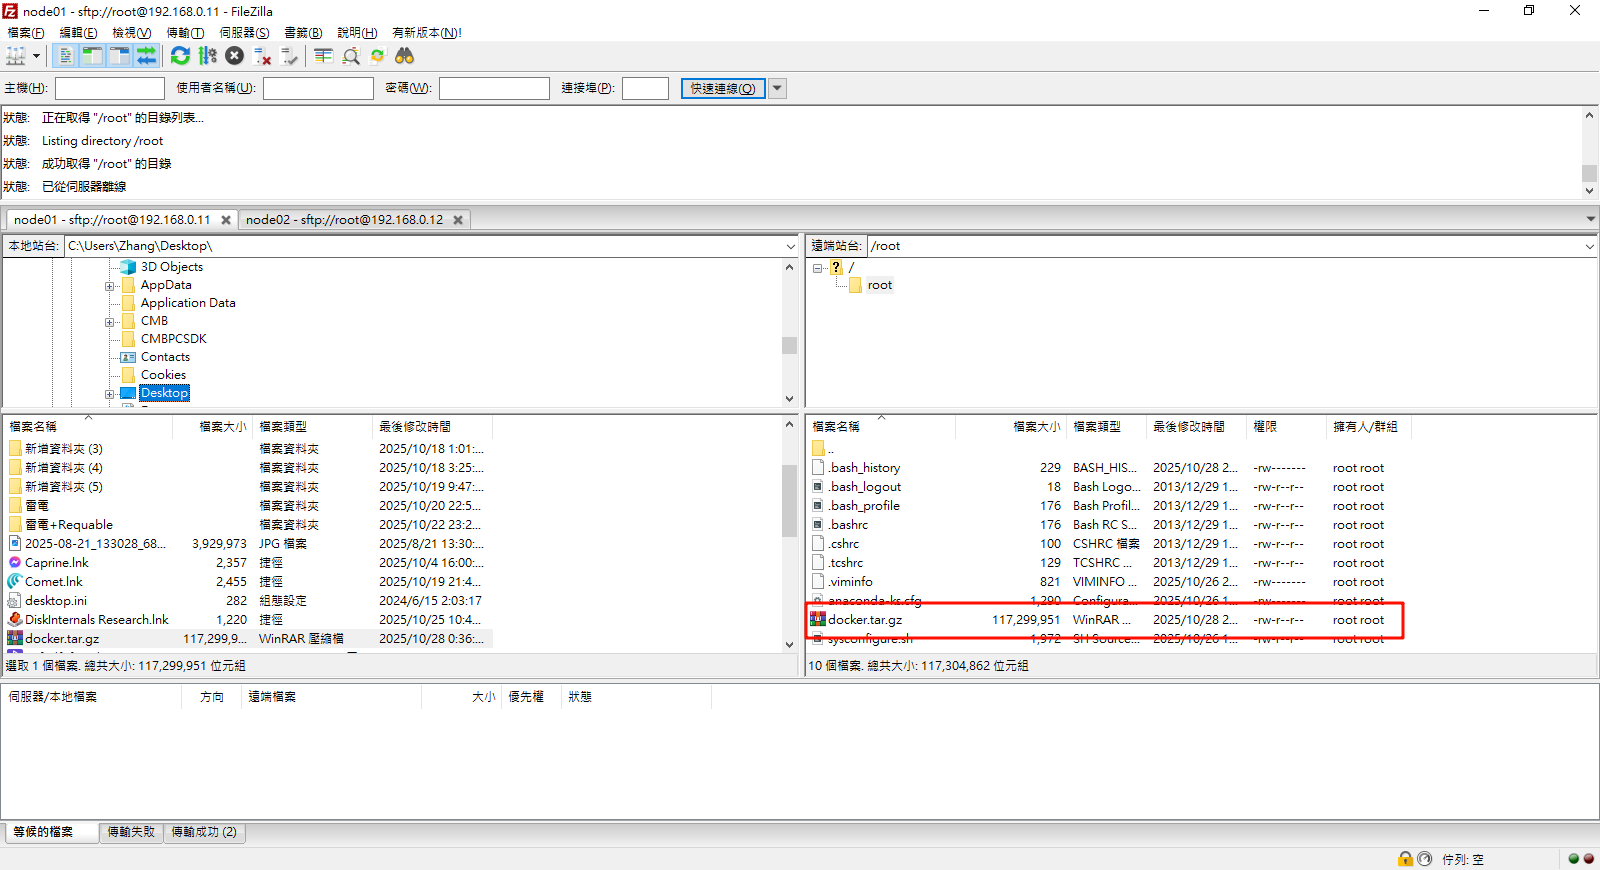 node01 - sftp://root@192.168.0.11 - FileZilla
檔案(F) 編輯(E) 檢視(V) 傳輸(T) 伺服器(S) 書籤(B) 說明(H) 有新版本(N)!
主機(H): 使用者名稱(U): 密碼(W): 連接埠(P): 快速連線(Q)
狀態: 正在取得 "/root" 的目錄列表...
狀態: Listing directory /root
狀態: 成功取得 "/root" 的目錄
狀態: 已從伺服器離線
node01 - sftp://root@192.168.0.11 node02 - sftp://root@192.168.0.12
本地站台: C:\Users\Zhang\Desktop\
3D Objects
AppData
Application Data
CMB
CMBPCSDK
Contacts
Cookies
Desktop
檔案名稱 檔案大小 檔案類型 最後修改時間
新增資料夾 (3) 檔案資料夾 2025/10/18 1:01:...
新增資料夾 (4) 檔案資料夾 2025/10/18 3:25:...
新增資料夾 (5) 檔案資料夾 2025/10/19 9:47:...
雷電 檔案資料夾 2025/10/20 22:5...
雷電+Requable 檔案資料夾 2025/10/22 23:2...
2025-08-21_133028_68... 3,929,973 JPG 檔案 2025/8/21 13:30:...
Caprine.lnk 2,357 捷徑 2025/10/4 16:00:...
Comet.lnk 2,455 捷徑 2025/10/19 21:4...
desktop.ini 282 組態設定 2024/6/15 2:03:17
DiskInternals Research.lnk 1,220 捷徑 2025/10/25 10:4...
docker.tar.gz 117,299,9... WinRAR 壓縮檔 2025/10/28 0:36:...
選取 1 個檔案. 總共大小: 117,299,951 位元組
遠端站台: /root
/
root
檔案名稱 檔案大小 檔案類型 最後修改時間 權限 擁有人/群組
..
.bash_history 229 BASH_HIS... 2025/10/28 2... -rw------- root root
.bash_logout 18 Bash Logo... 2013/12/29 1... -rw-r--r-- root root
.bash_profile 176 Bash Profil... 2013/12/29 1... -rw-r--r-- root root
.bashrc 176 Bash RC S... 2013/12/29 1... -rw-r--r-- root root
.cshrc 100 CSHRC 檔案 2013/12/29 1... -rw-r--r-- root root
.tcshrc 129 TCSHRC ... 2013/12/29 1... -rw-r--r-- root root
.viminfo 821 VIMINFO ... 2025/10/26 2... -rw------- root root
anaconda-ks.cfg 1,290 Configura... 2025/10/26 1... -rw------- root root
docker.tar.gz 117,299,951 WinRAR ... 2025/10/28 2... -rw-r--r-- root root
sysconfigure.sh 1,972 SH Source... 2025/10/26 1... -rw-r--r-- root root
10 個檔案. 總共大小: 117,304,862 位元組
伺服器/本地檔案 方向 遠端檔案 大小 優先權 狀態
等候的檔案 傳輸失敗 傳輸成功 (2)
佇列: 空